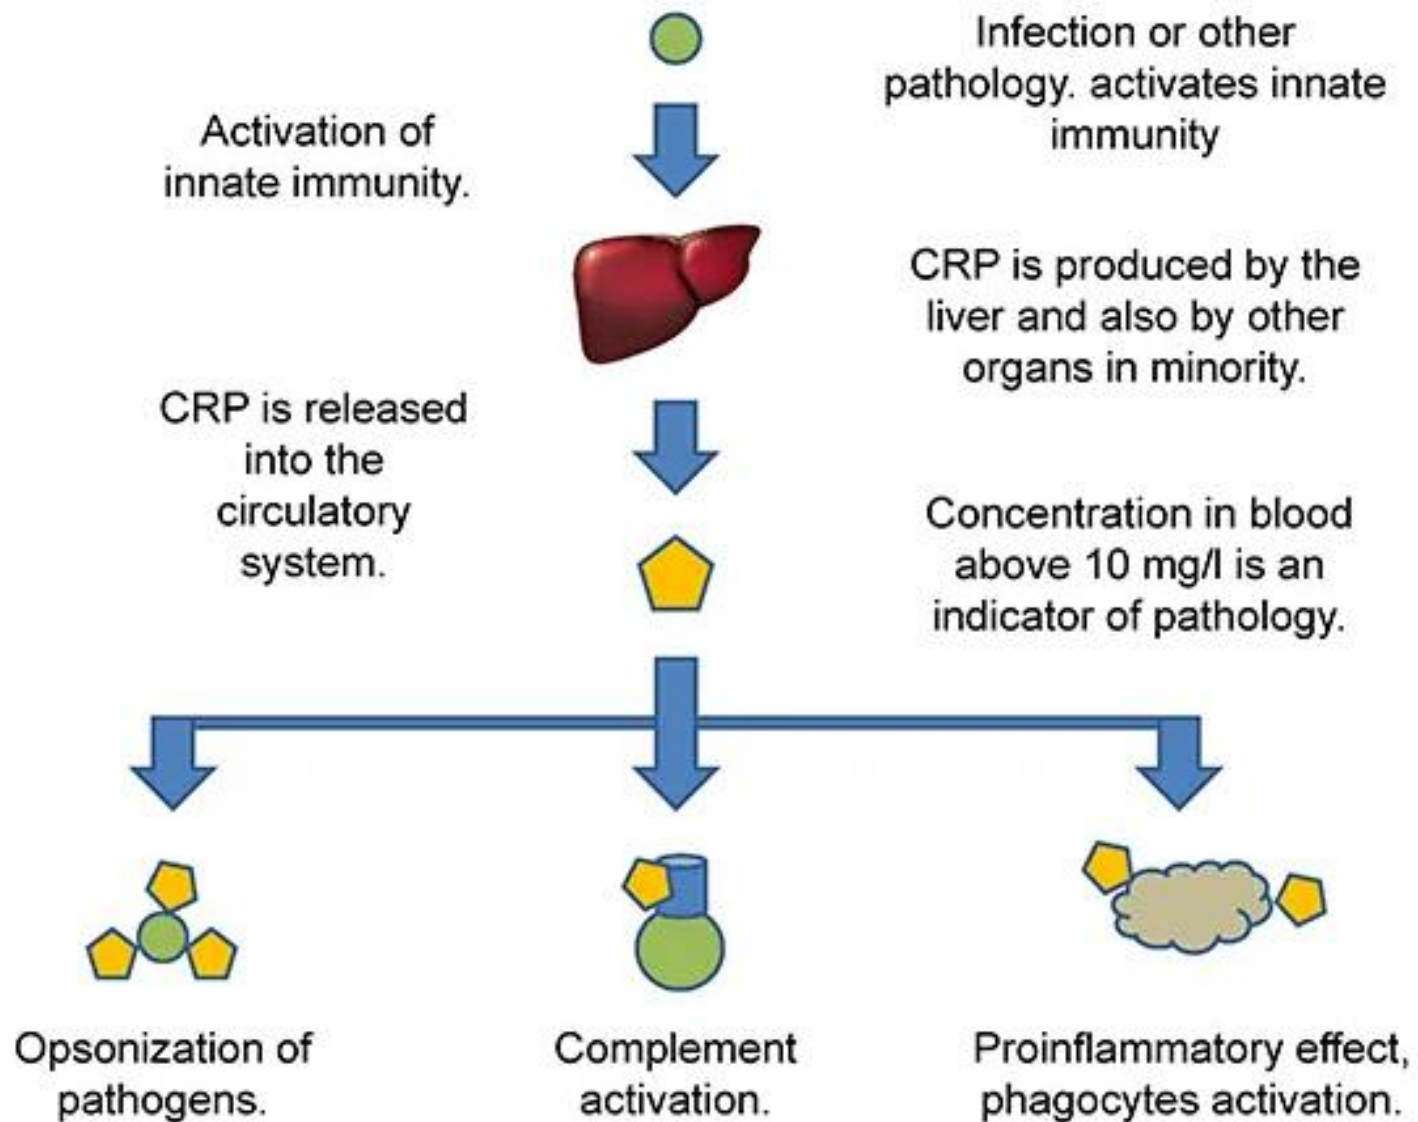 Infection or other
pathology. activates innate
immunity
Activation of
innate immunity.
CRP is produced by the
liver and also by other
organs in minority.
CRP is released
into the
circulatory
system.
Concentration in blood
above 10 mg/l is an
indicator of pathology.
Opsonization of
pathogens.
Complement
activation.
Proinflammatory effect,
phagocytes activation.